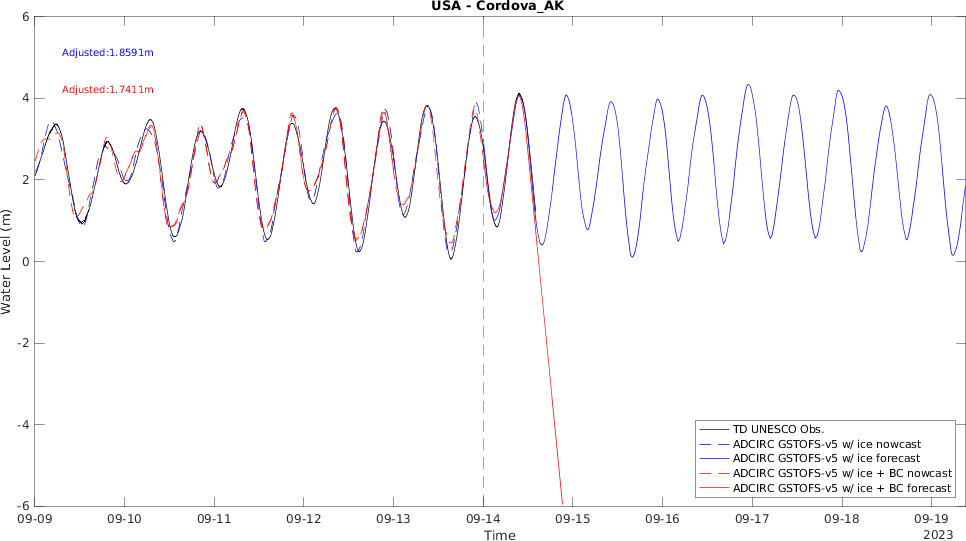 USA - Cordova_AK
6
Adjusted:1.8591m
Adjusted:1.7411m
4
2
0
-2
-4
-6
Water Level (m)
TD UNESCO Obs.
ADCIRC GSTOFS-v5 w/ ice nowcast
ADCIRC GSTOFS-v5 w/ ice forecast
ADCIRC GSTOFS-v5 w/ ice + BC nowcast
ADCIRC GSTOFS-v5 w/ ice + BC forecast
09-09 09-10 09-11 09-12 09-13 09-14 09-15 09-16 09-17 09-18 09-19
Time
2023